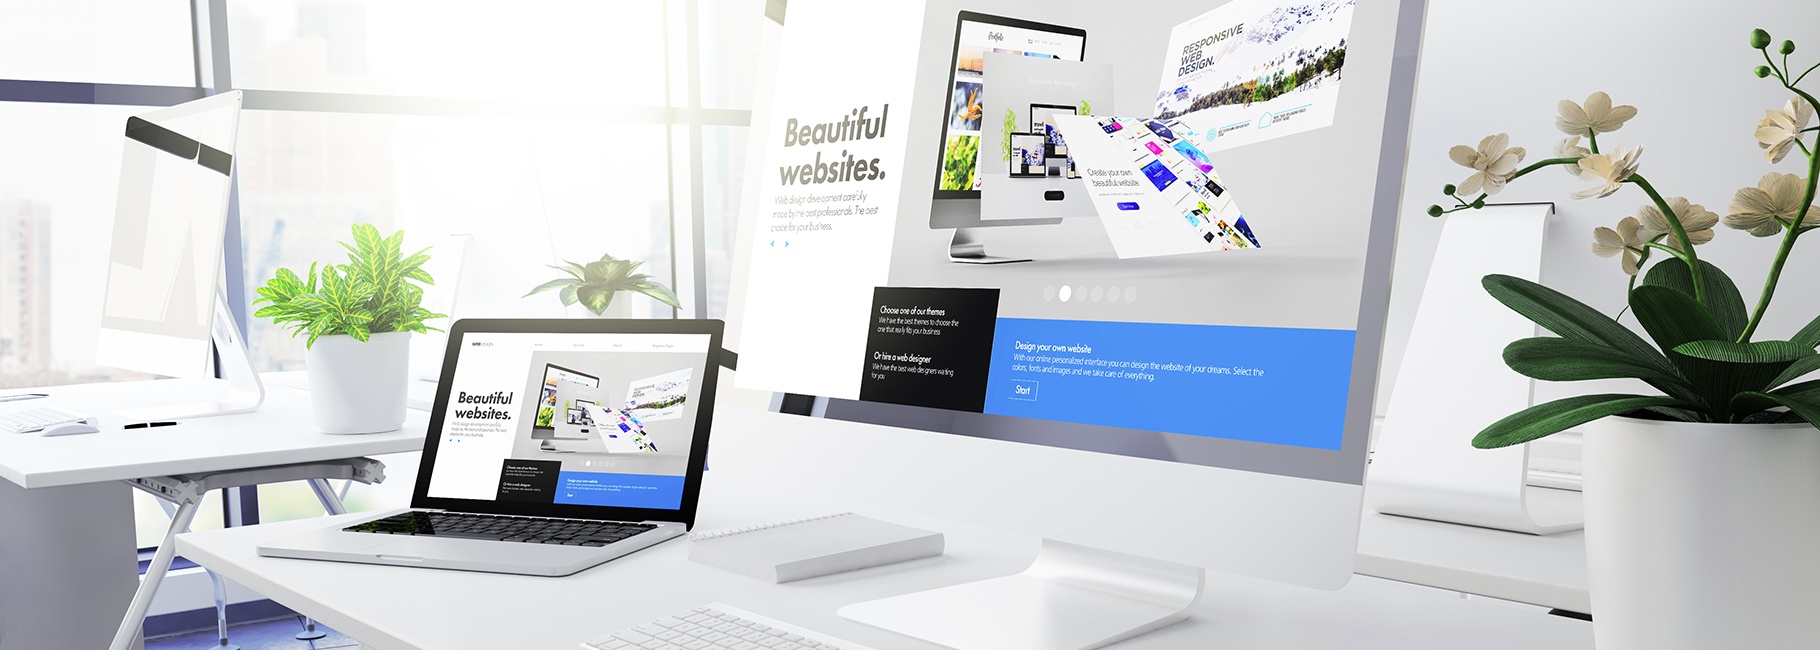 Beautiful
websites.
Web design development carefully
made by the best professionals. The best
choice for your business.
Portfolio
RESPONSIVE
WEB
DESIGN.
Create your own
beautiful website
Choose one of our themes
We have the best themes to choose the
one that really fits your business
Or hire a web designer
We have the best web designers waiting
for you
Design your own website
With our online personalized interface you can design the website of your dreams. Select the
colors, fonts and images and we take care of everything.
Start
WEBDESIGN
Beautiful
websites.
Web design development carefully
made by the best professionals. The best
choice for your business.
RESPONSIVE
WEB
DESIGN.
Choose one of our themes
Or hire a web designer
Design your own website
Start